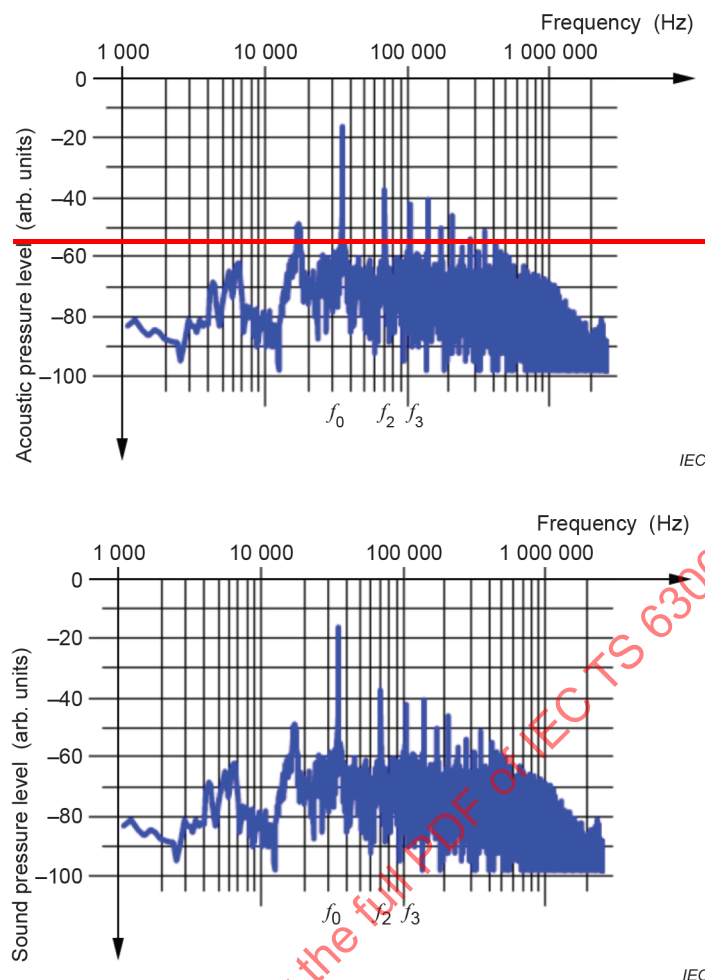 Frequency (Hz)
1 000 10 000 100 000 1 000 000
0
–20
–40
–60
–80
–100
Acoustic pressure level (arb. units)
f0 f2 f3
IEC
Frequency (Hz)
1 000 10 000 100 000 1 000 000
0
–20
–40
–60
–80
–100
Sound pressure level (arb. units)
f0 f2 f3
IEC
the full PDF of IEC TS 630